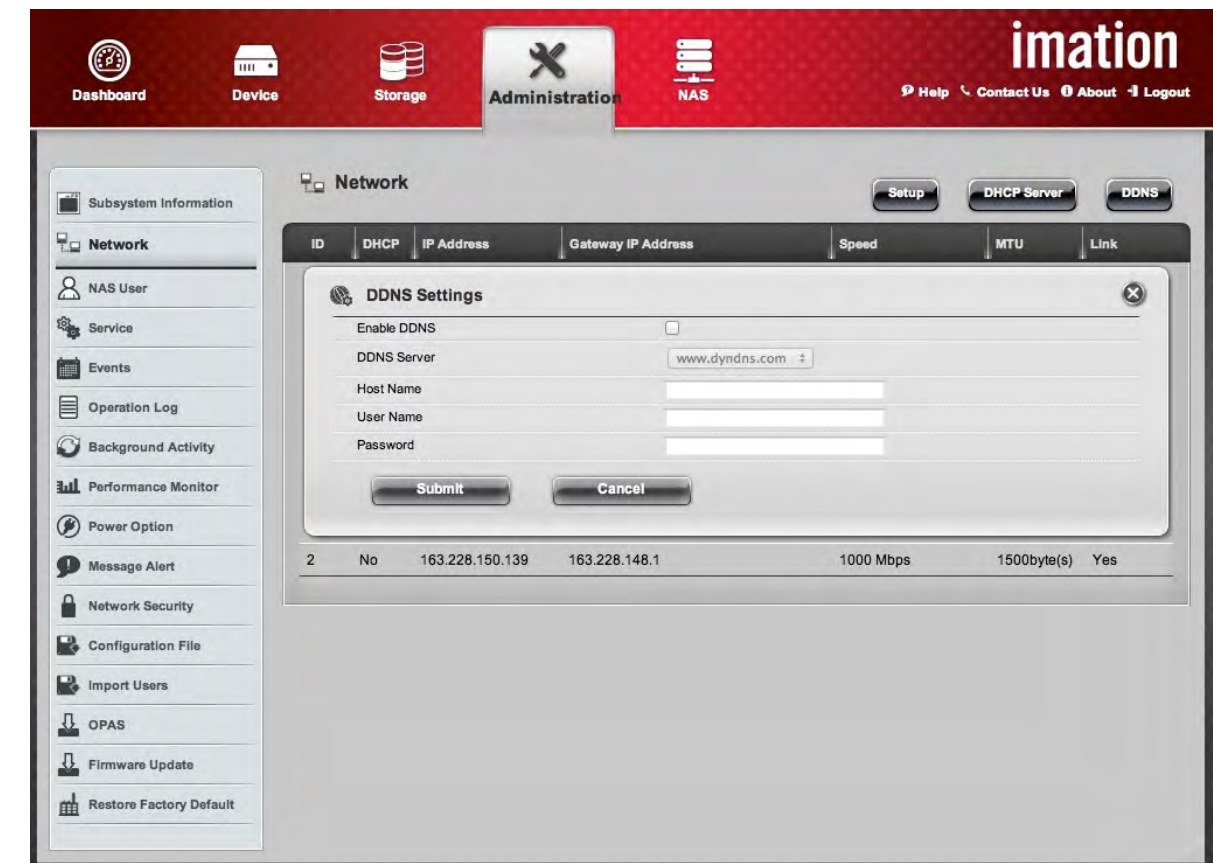 imation
Dashboard Device Storage Administration NAS
Help Contact Us About Logout
Network
Setup DHCP Server DDNS
Subsystem Information
Network
NAS User
Service
Events
Operation Log
Background Activity
Performance Monitor
Power Option
Message Alert
Network Security
Configuration File
Import Users
OPAS
Firmware Update
Restore Factory Default
ID DHCP IP Address Gateway IP Address Speed MTU Link
DDNS Settings
Enable DDNS
DDNS Server www.dyndns.com
Host Name
User Name
Password
Submit Cancel
2 No 163.228.150.139 163.228.148.1 1000 Mbps 1500byte(s) Yes